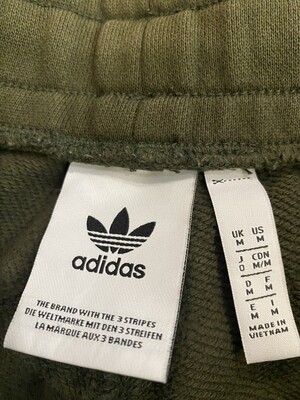 adidas
THE BRAND WITH THE 3 STRIPES
DIE WELTMARKE MIT DEN 3 STREIFEN
LA MARQUE AUX 3 BANDES
UK US
M M
J CDN
O M/M
D F
M M
E I
M M
MADE IN
VIETNAM